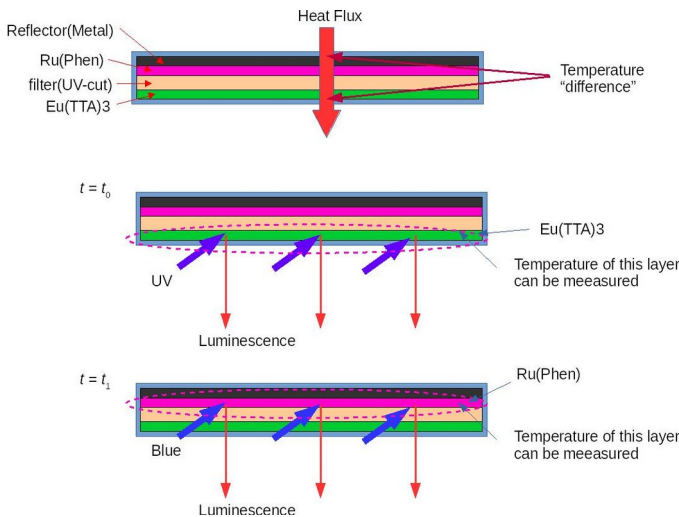 Heat Flux
Reflector(Metal)
Ru(Phen)
filter(UV-cut)
Eu(TTA)3
Temperature
“difference”
t = t0
Eu(TTA)3
Temperature of this layer
can be meeasured
UV
Luminescence
t = t1
Ru(Phen)
Temperature of this layer
can be meeasured
Blue
Luminescence